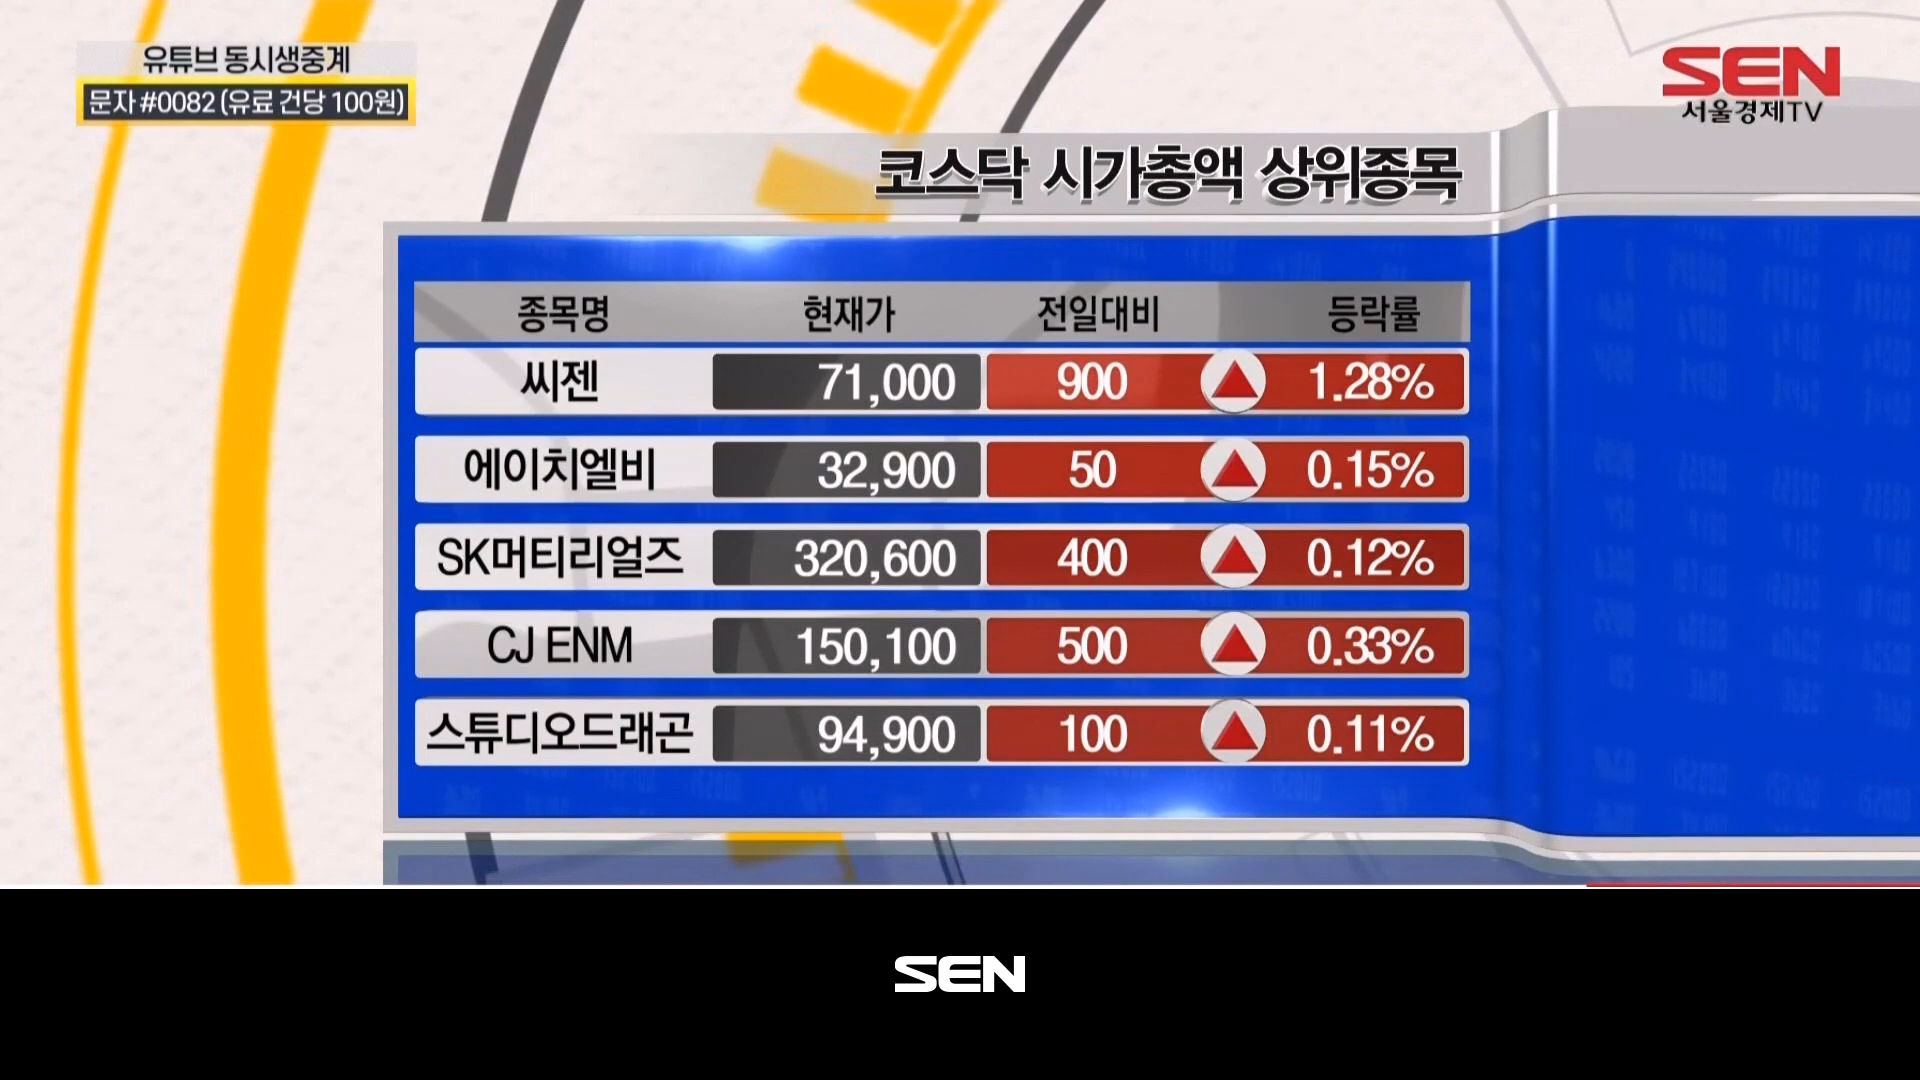 유튜브 동시생중계
문자 #0082 (유료 건당 100원)
SEN
서울경제TV
코스닥 시가총액 상위종목
종목명 현재가 전일대비 등락률
씨젠 71,000 900 ▲ 1.28%
에이치엘비 32,900 50 ▲ 0.15%
SK머티리얼즈 320,600 400 ▲ 0.12%
CJ ENM 150,100 500 ▲ 0.33%
스튜디오드래곤 94,900 100 ▲ 0.11%
SEN